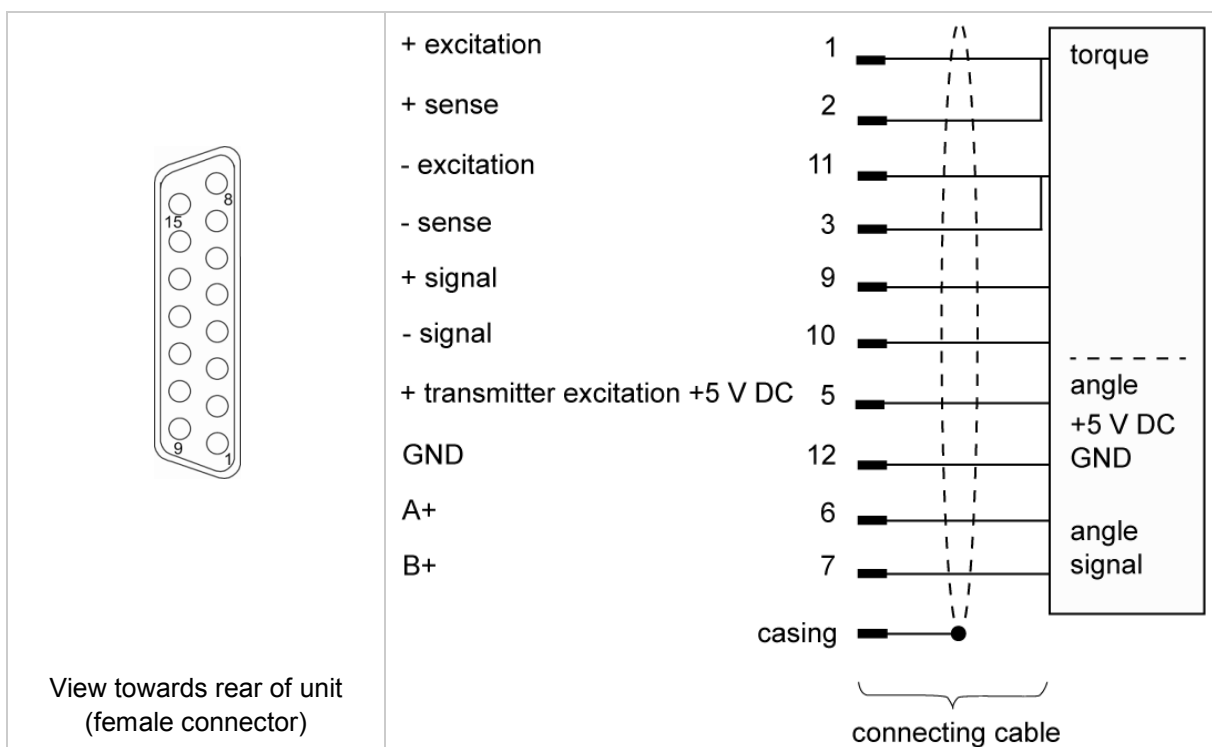 8
15
9
1
View towards rear of unit
(female connector)
+ excitation 1
+ sense 2
- excitation 11
- sense 3
+ signal 9
- signal 10
+ transmitter excitation +5 V DC 5
GND 12
A+ 6
B+ 7
casing
torque
angle
+5 V DC
GND
angle
signal
connecting cable